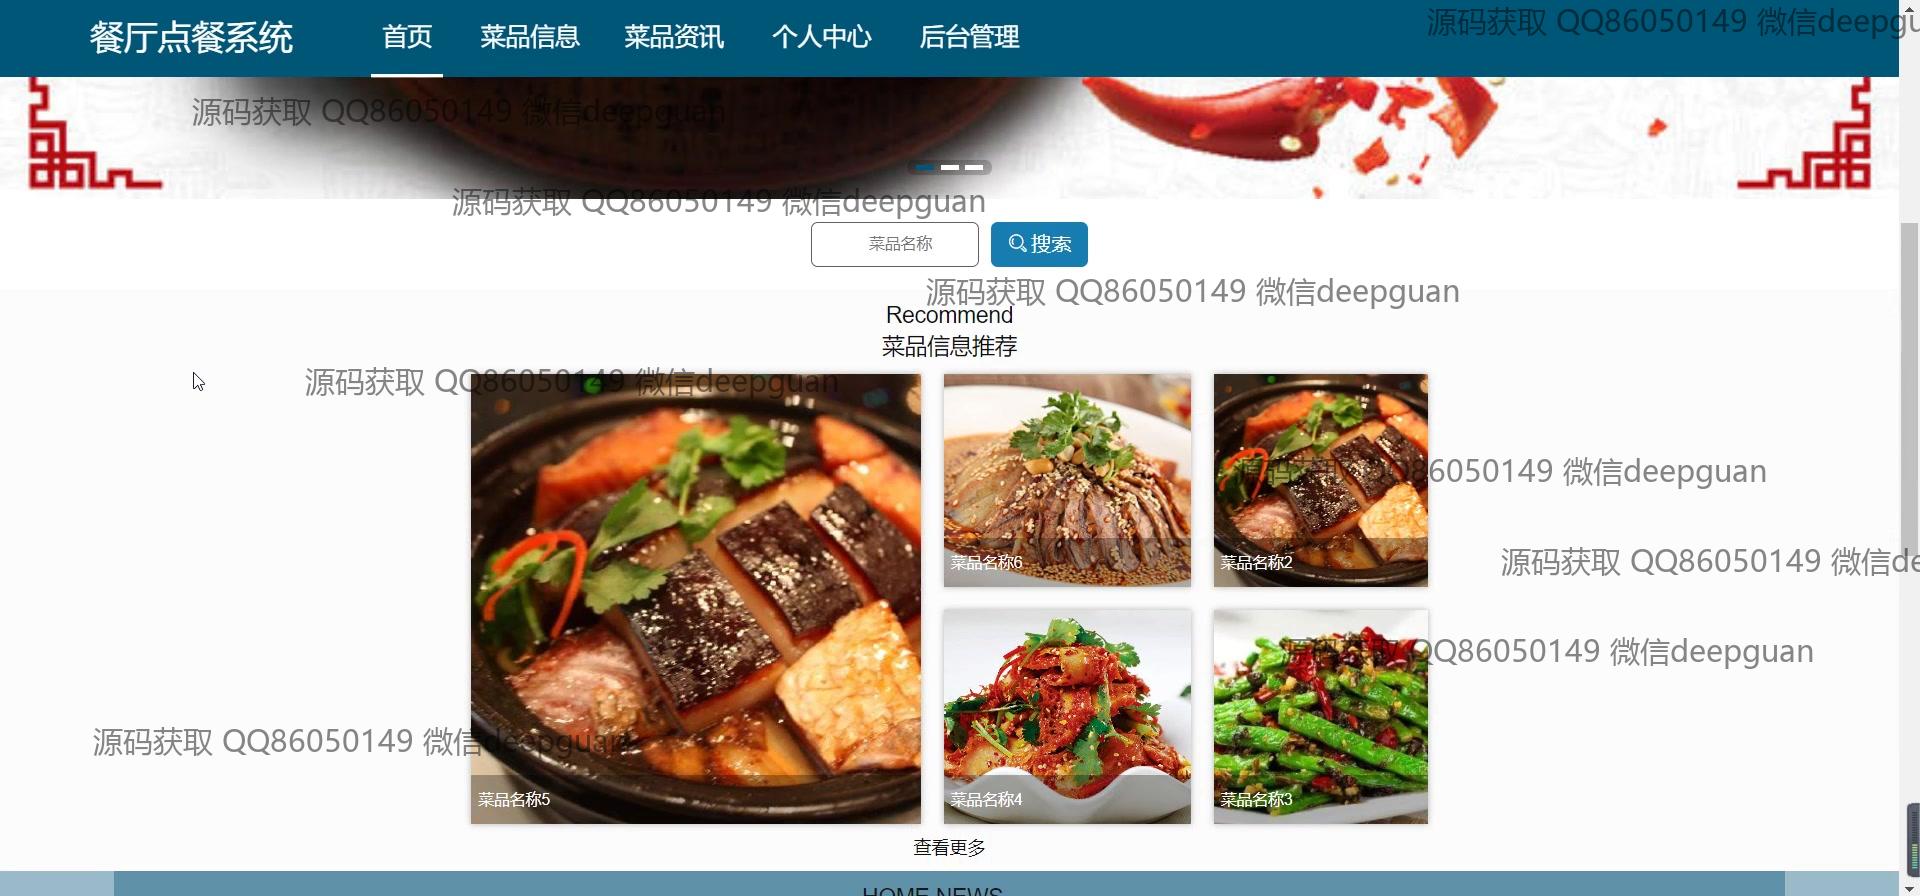 源码获取 QQ86050149 微信deepgu
餐厅点餐系统 首页 菜品信息 菜品资讯 个人中心 后台管理
源码获取 QQ86050149 微信deepguan
源码获取 QQ86050149 微信deepguan
菜品名称 搜索
源码获取 QQ86050149 微信deepguan
Recommend
菜品信息推荐
源码获取 QQ86050149 微信deepguan
源码获取 QQ86050149 微信deepguan
菜品名称6 菜品名称2
源码获取 QQ86050149 微信de
源码获取 QQ86050149 微信deepguan
源码获取 QQ86050149 微信deepguan
菜品名称5 菜品名称4 菜品名称3
查看更多
HOME NEWS